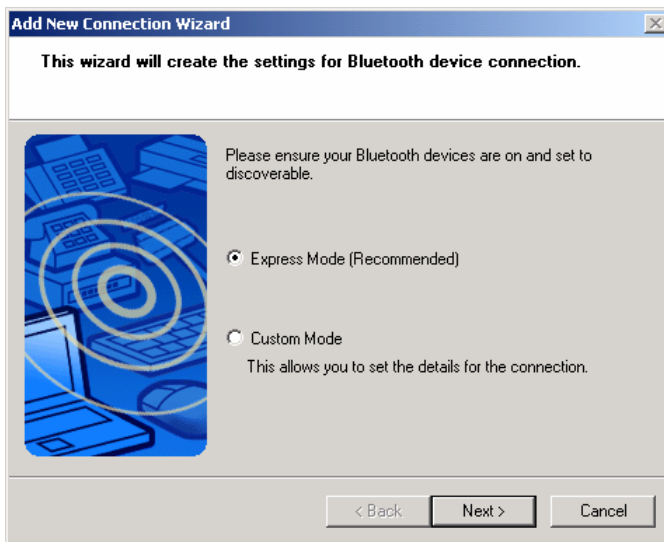 Add New Connection Wizard
This wizard will create the settings for Bluetooth device connection.
Please ensure your Bluetooth devices are on and set to
discoverable.
Express Mode (Recommended)
Custom Mode
This allows you to set the details for the connection.
< Back
Next >
Cancel